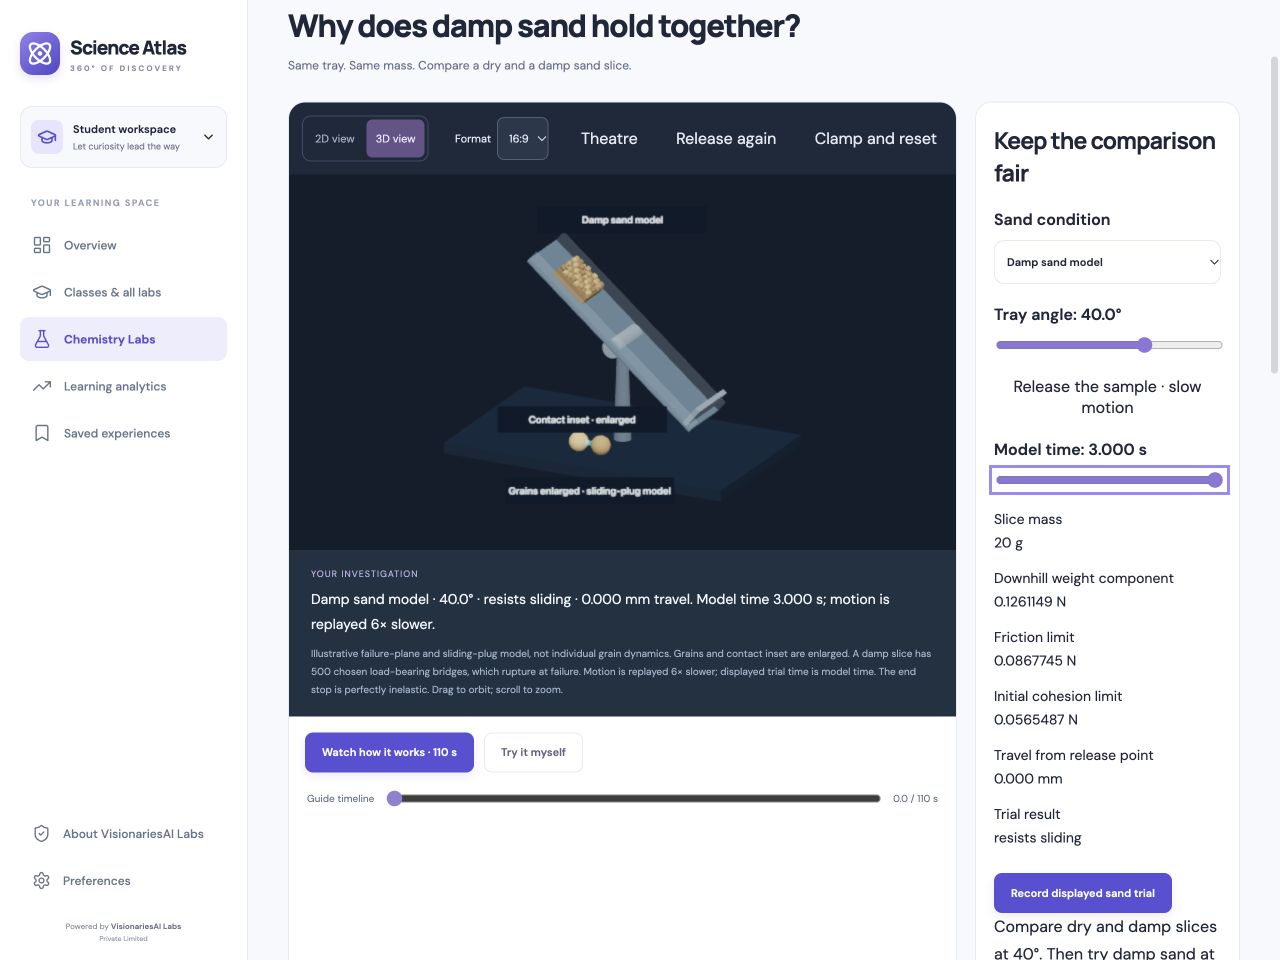 Science Atlas
360° OF DISCOVERY
Student workspace
Let curiosity lead the way
YOUR LEARNING SPACE
Overview
Classes & all labs
Chemistry Labs
Learning analytics
Saved experiences
About VisionariesAI Labs
Preferences
Powered by VisionariesAI Labs
Private Limited
Why does damp sand hold together?
Same tray. Same mass. Compare a dry and a damp sand slice.
2D view
3D view
Format
16:9
Theatre
Release again
Clamp and reset
Damp sand model
Contact inset · enlarged
Grains enlarged · sliding-plug model
YOUR INVESTIGATION
Damp sand model · 40.0° · resists sliding · 0.000 mm travel. Model time 3.000 s; motion is
replayed 6× slower.
Illustrative failure-plane and sliding-plug model, not individual grain dynamics. Grains and contact inset are enlarged. A damp slice has
500 chosen load-bearing bridges, which rupture at failure. Motion is replayed 6× slower; displayed trial time is model time. The end
stop is perfectly inelastic. Drag to orbit; scroll to zoom.
Watch how it works · 110 s
Try it myself
Guide timeline
0.0 / 110 s
Keep the comparison
fair
Sand condition
Damp sand model
Tray angle: 40.0°
Release the sample · slow
motion
Model time: 3.000 s
Slice mass
20 g
Downhill weight component
0.1261149 N
Friction limit
0.0867745 N
Initial cohesion limit
0.0565487 N
Travel from release point
0.000 mm
Trial result
resists sliding
Record displayed sand trial
Compare dry and damp slices
at 40°. Then try damp sand at